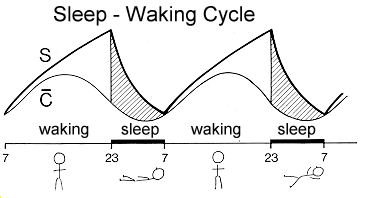 Sleep - Waking Cycle
S
C̅
waking sleep waking sleep
7 23 7 23 7